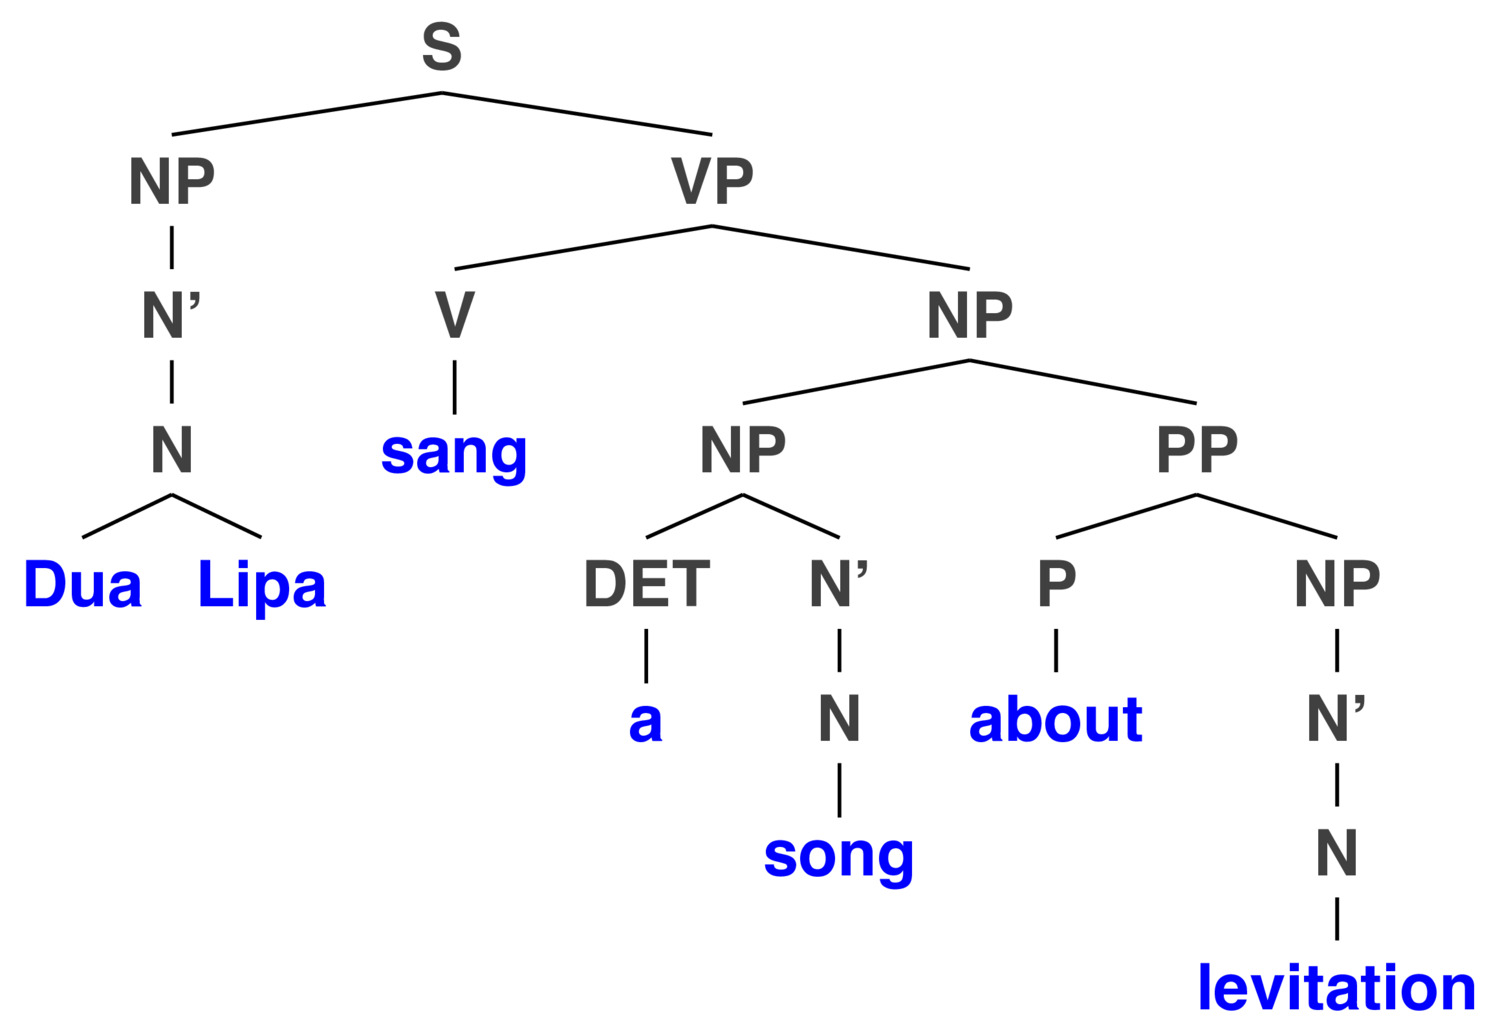 S
NP VP
N’ V NP
N sang NP PP
Dua Lipa DET N’ P NP
a N about N’
song N
levitation